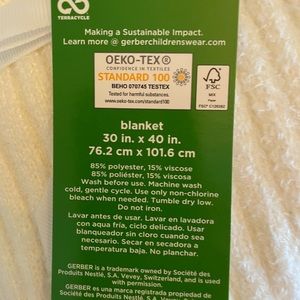 TERRACYCLE
Making a Sustainable Impact.
Learn more @ gerberchildrenswear.com
OEKO-TEX®
CONFIDENCE IN TEXTILES
STANDARD 100
BEHO 070745 TESTEX
Tested for harmful substances.
www.oeko-tex.com/standard100
FSC
MIX
Paper
FSC® C128282
blanket
30 in. x 40 in.
76.2 cm x 101.6 cm
85% polyester, 15% viscose
85% poliéster, 15% viscosa
Wash before use. Machine wash
cold, gentle cycle. Use only non-chlorine
bleach when needed. Tumble dry low.
Do not iron.
Lavar antes de usar. Lavar en lavadora
con agua fría, ciclo delicado. Usar
blanqueador sin cloro cuando sea
necesario. Secar en secadora a
temperatura baja. No planchar.
GERBER is a trademark owned by Société des
Produits Nestlé, S.A. Vevey, Switzerland, and is used
with permission.
GERBER es una marca registrada propiedad de
Société des Produits Nestlé, S.A. Vevey,